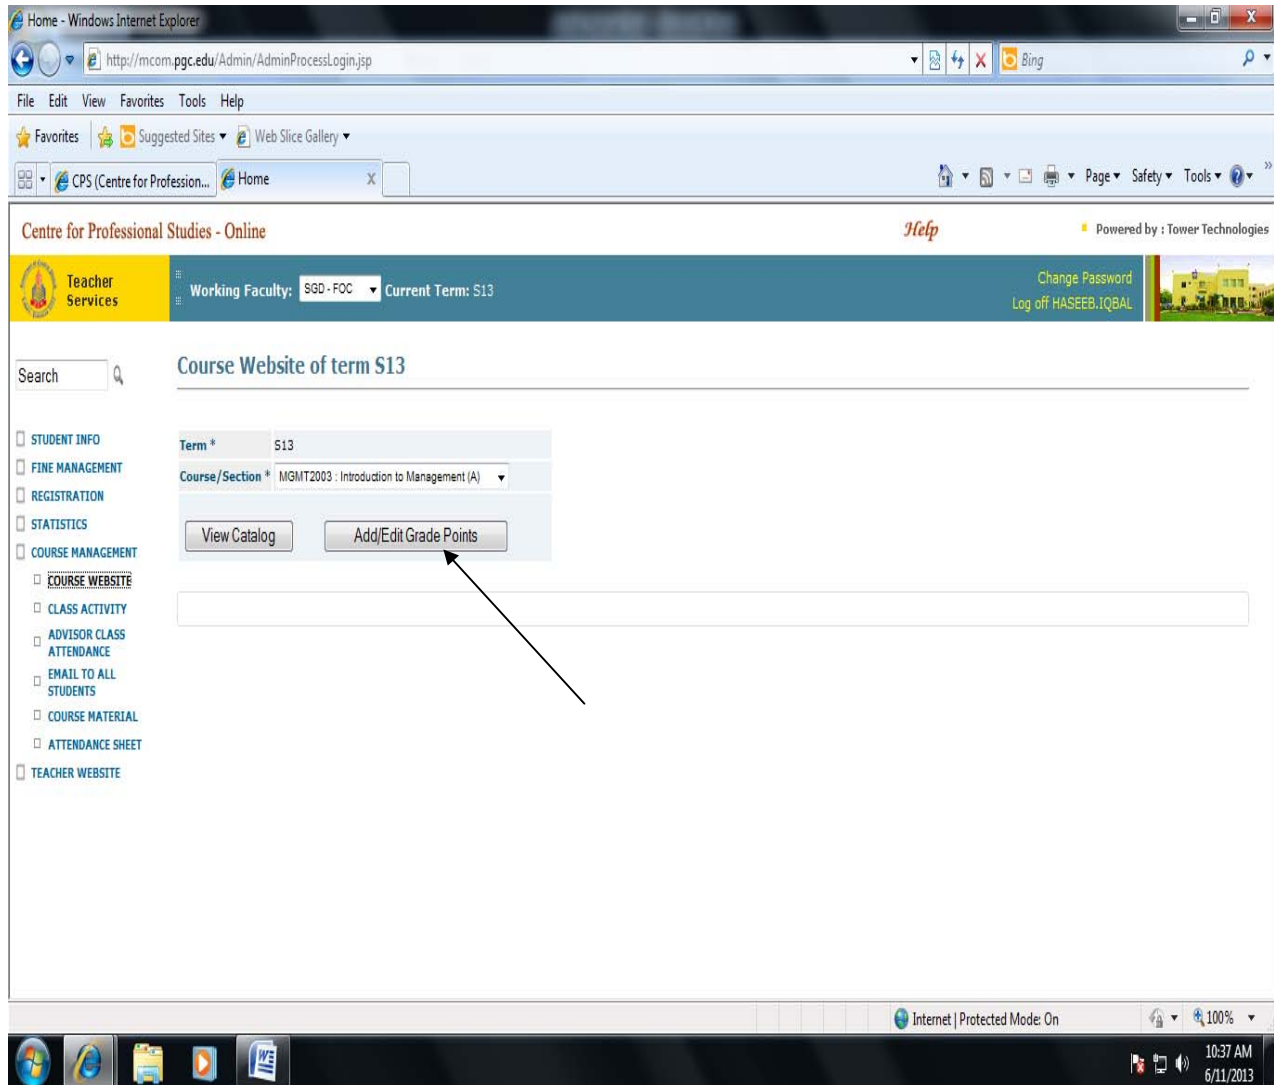 Home - Windows Internet Explorer
http://mcom.pgc.edu/Admin/AdminProcessLogin.jsp
Bing
File Edit View Favorites Tools Help
Favorites Suggested Sites Web Slice Gallery
CPS (Centre for Profession... Home X Page Safety Tools
Centre for Professional Studies - Online Help Powered by : Tower Technologies
Teacher Services
Working Faculty: SGD - FOC Current Term: S13
Change Password
Log off HASEEB.IQBAL
Search
Course Website of term S13
STUDENT INFO
FINE MANAGEMENT
REGISTRATION
STATISTICS
COURSE MANAGEMENT
COURSE WEBSITE
CLASS ACTIVITY
ADVISOR CLASS
ATTENDANCE
EMAIL TO ALL
STUDENTS
COURSE MATERIAL
ATTENDANCE SHEET
TEACHER WEBSITE
Term * S13
Course/Section * MGMT2003 : Introduction to Management (A)
View Catalog Add/Edit Grade Points
Internet | Protected Mode: On 100%
10:37 AM
6/11/2013